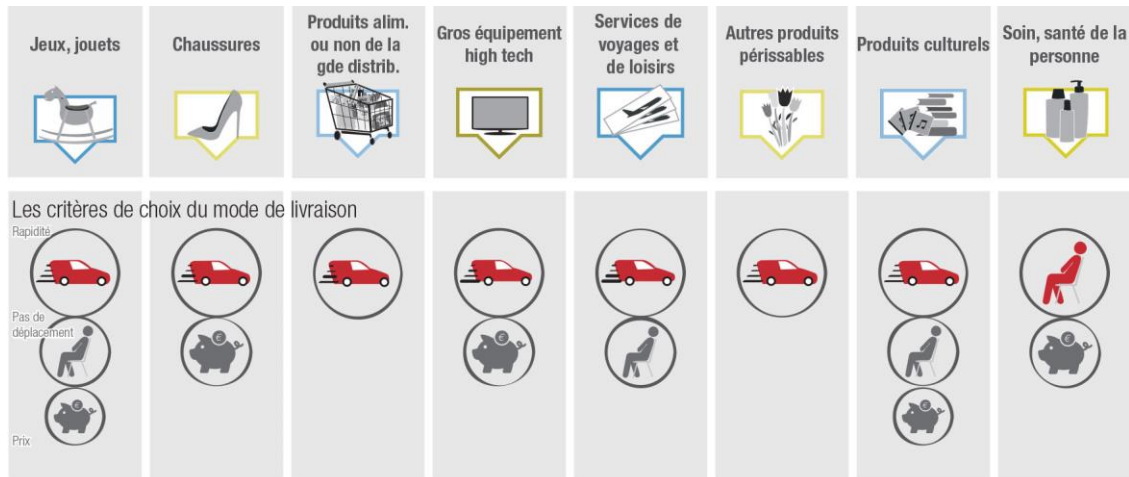 Jeux, jouets
Chaussures
Produits alim.
ou non de la
gde distrib.
Gros équipement
high tech
Services de
voyages et
de loisirs
Autres produits
périssables
Produits culturels
Soin, santé de la
personne
Les critères de choix du mode de livraison
Rapidité
Pas de
déplacement
Prix